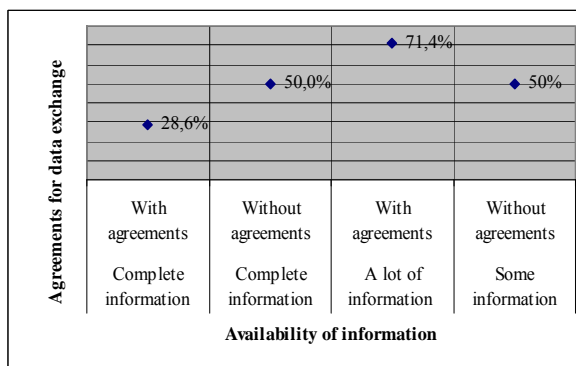 Agreements for data exchange
71,4%
50,0%
50%
28,6%
With agreements
Without agreements
With agreements
Without agreements
Complete information
Complete information
A lot of information
Some information
Availability of information